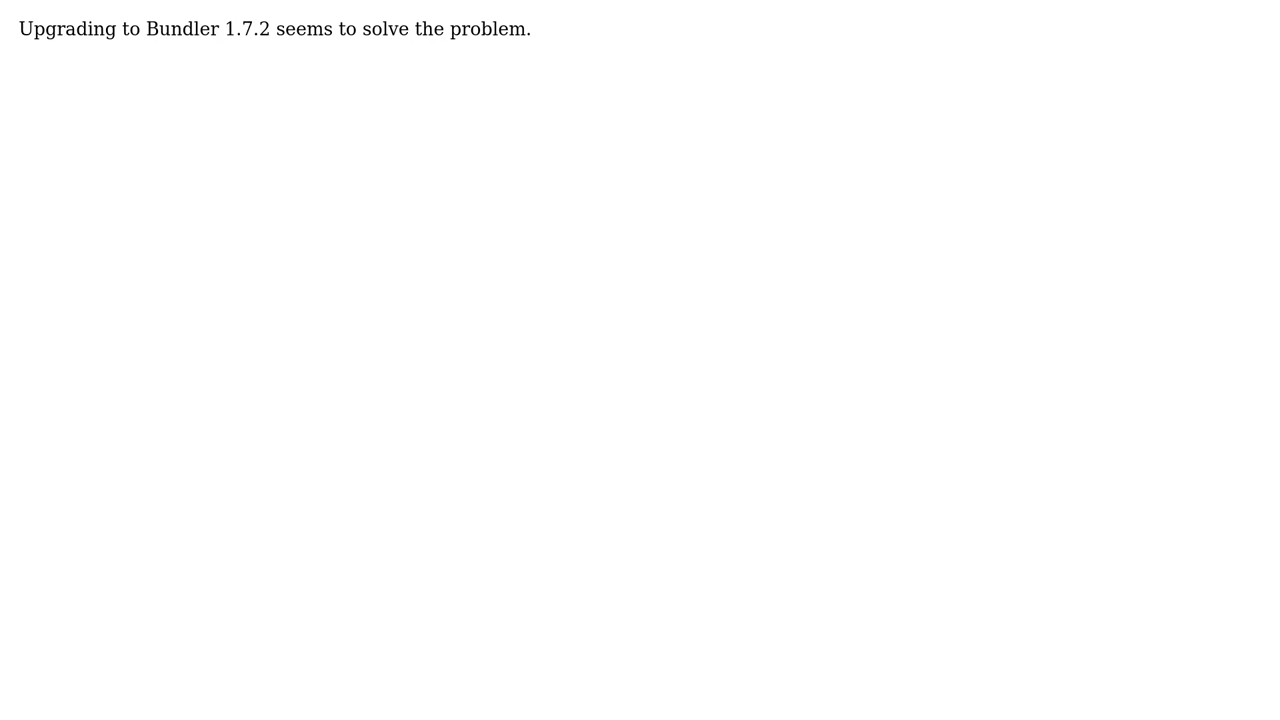 Upgrading to Bundler 1.7.2 seems to solve the problem.